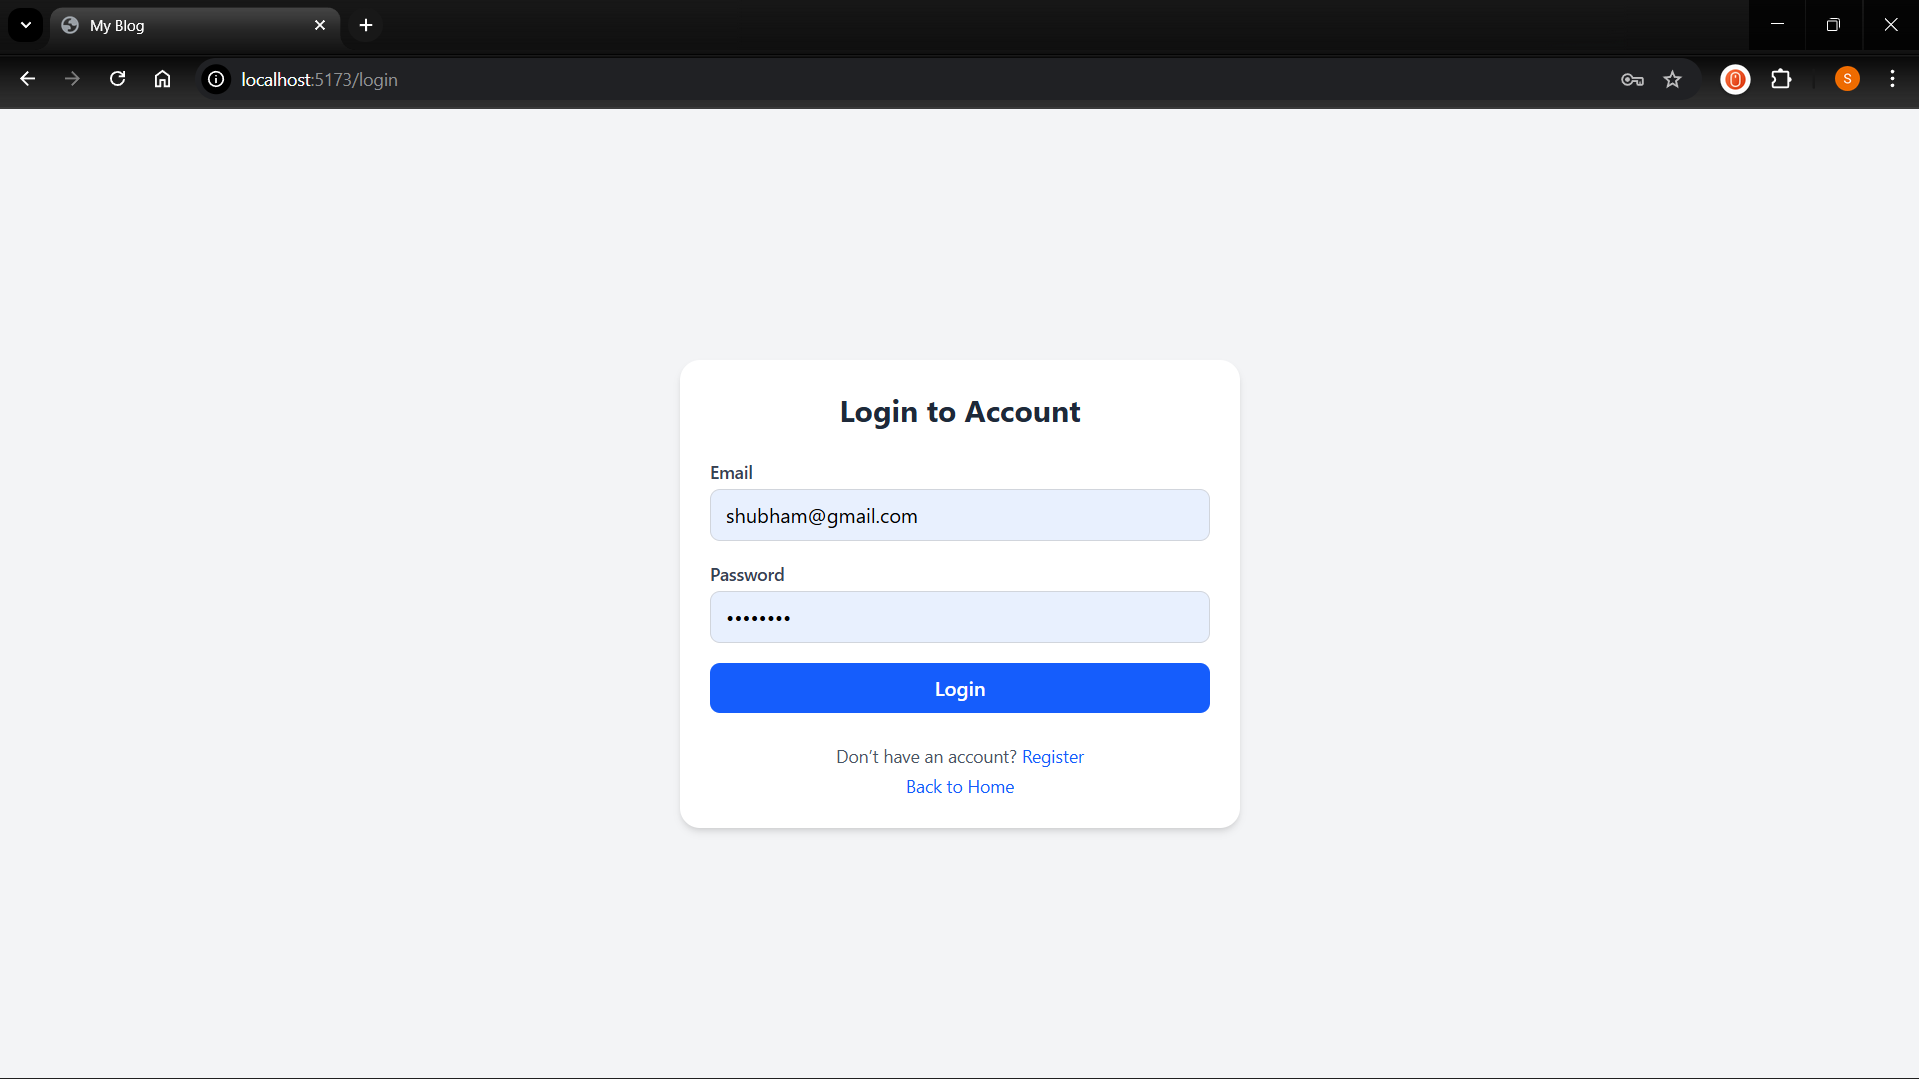 My Blog
localhost:5173/login
S
Login to Account
Email
shubham@gmail.com
Password
••••••••
Login
Don’t have an account? Register
Back to Home